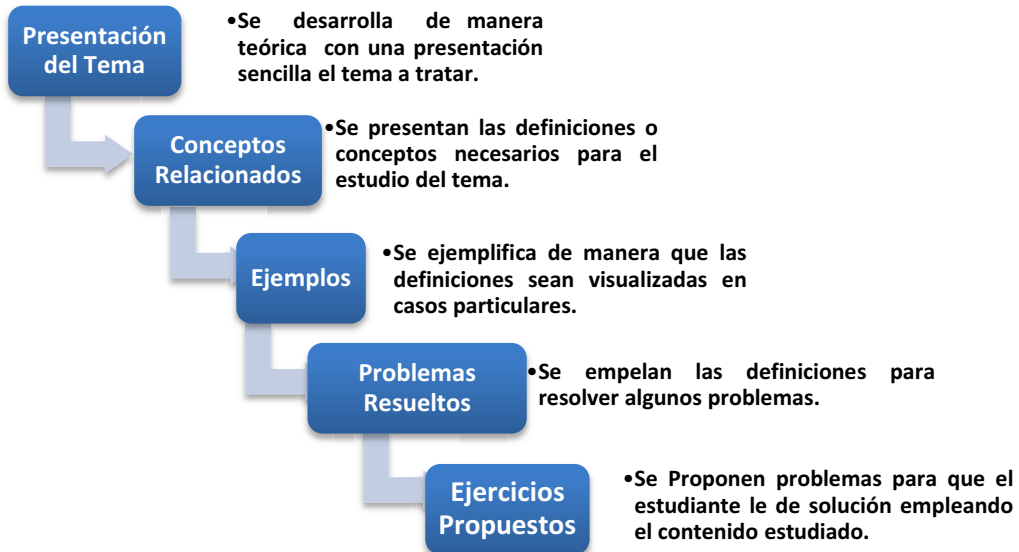 Presentación
del Tema
•Se desarrolla de manera
teórica con una presentación
sencilla el tema a tratar.
Conceptos
Relacionados
•Se presentan las definiciones o
conceptos necesarios para el
estudio del tema.
Ejemplos
•Se ejemplifica de manera que las
definiciones sean visualizadas en
casos particulares.
Problemas
Resueltos
•Se empelan las definiciones para
resolver algunos problemas.
Ejercicios
Propuestos
•Se Proponen problemas para que el
estudiante le de solución empleando
el contenido estudiado.